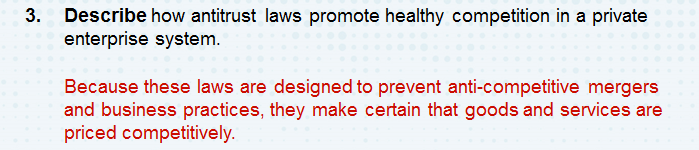 3. Describe how antitrust laws promote healthy competition in a private
enterprise system.
Because these laws are designed to prevent anti-competitive mergers
and business practices, they make certain that goods and services are
priced competitively.